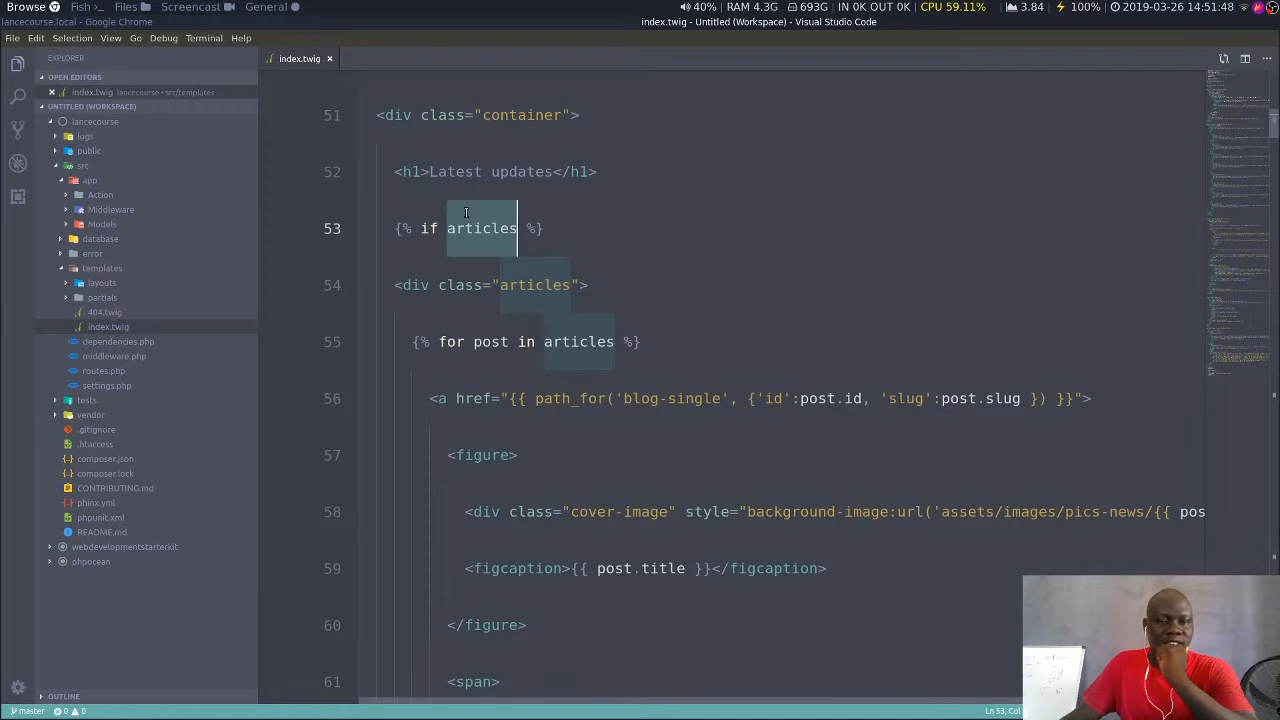 Browse Fish >_ Files Screencast General 40% RAM 4.3G 693G IN 0K OUT 0K CPU 59.11% 3.84 100% 2019-03-26 14:51:48
lancecourse.local - Google Chrome
index.twig - Untitled (Workspace) - Visual Studio Code
File Edit Selection View Go Debug Terminal Help
EXPLORER
OPEN EDITORS
index.twig lancecourse • src/templates
UNTITLED (WORKSPACE)
lancecourse
logs
public
src
app
Action
Middleware
Models
database
error
templates
layouts
partials
404.twig
index.twig
dependencies.php
middleware.php
routes.php
settings.php
tests
vendor
.gitignore
.htaccess
composer.json
composer.lock
CONTRIBUTING.md
phinx.yml
phpunit.xml
README.md
webdevelopmentstarterkit
phpocean
OUTLINE
index.twig
51 <div class="container">
52 <h1>Latest updates</h1>
53 {% if articles %}
54 <div class="articles">
55 {% for post in articles %}
56 <a href="{{ path_for('blog-single', {'id':post.id, 'slug':post.slug }) }}">
57 <figure>
58 <div class="cover-image" style="background-image:url('assets/images/pics-news/{{ pos
59 <figcaption>{{ post.title }}</figcaption>
60 </figure>
61 <span>
master 0 0
Ln 53, Col